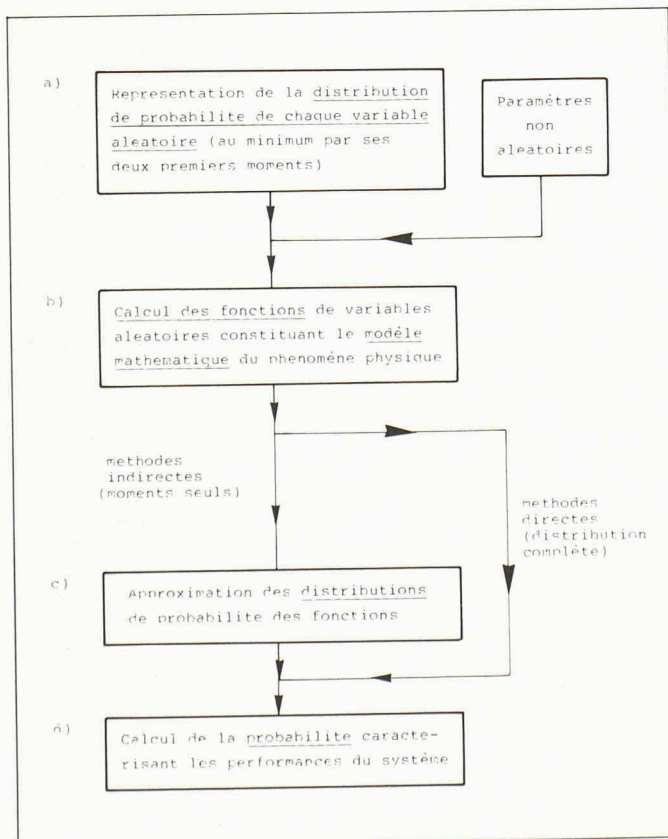 a)
Representation de la distribution
de probabilite de chaque variable
aleatoire (au minimum par ses
deux premiers moments)
Paramètres
non
aleatoires
b)
Calcul des fonctions de variables
aleatoires constituant le modèle
mathematique du phenomène physique
methodes
indirectes
(moments seuls)
methodes
directes
(distribution
complète)
c)
Approximation des distributions
de probabilite des fonctions
d)
Calcul de la probabilite caracte-
risant les performances du système